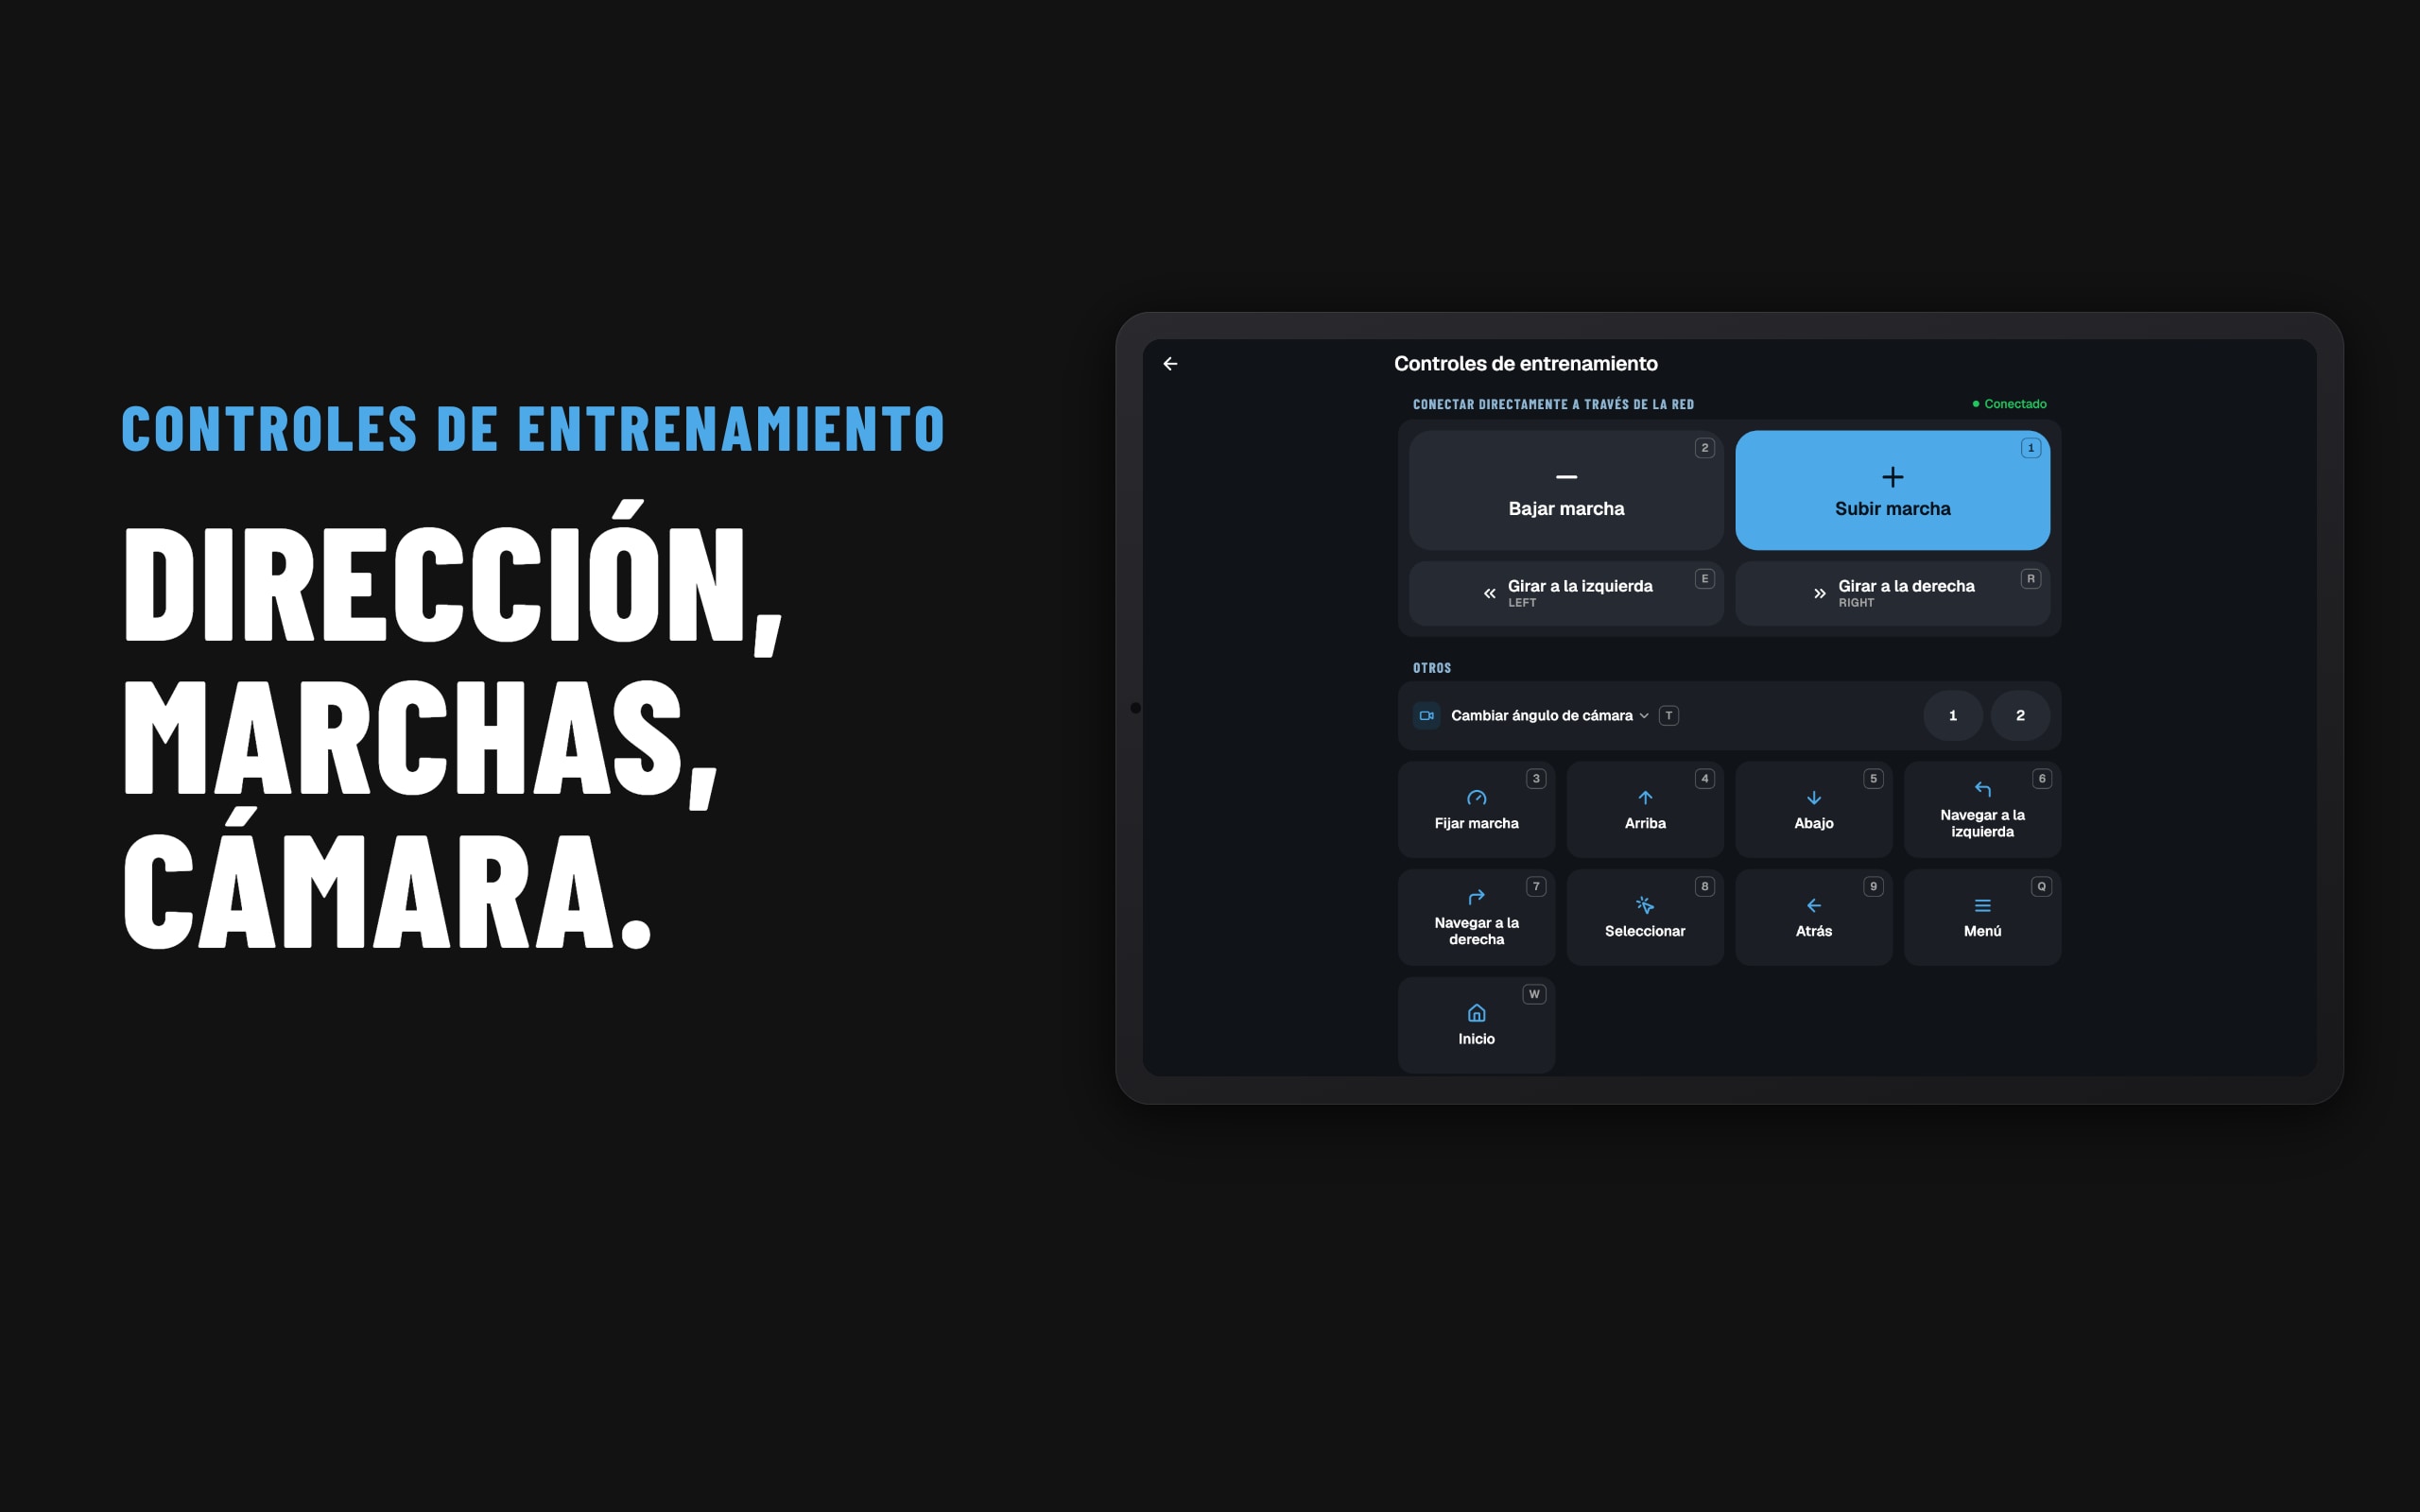 CONTROLES DE ENTRENAMIENTO
DIRECCIÓN,
MARCHAS,
CÁMARA.
Controles de entrenamiento
CONECTAR DIRECTAMENTE A TRAVÉS DE LA RED
Conectado
2
Bajar marcha
1
Subir marcha
Girar a la izquierda
LEFT
E
Girar a la derecha
RIGHT
R
OTROS
Cambiar ángulo de cámara T
1
2
3
Fijar marcha
4
Arriba
5
Abajo
6
Navegar a la
izquierda
7
Navegar a la
derecha
8
Seleccionar
9
Atrás
Q
Menú
W
Inicio